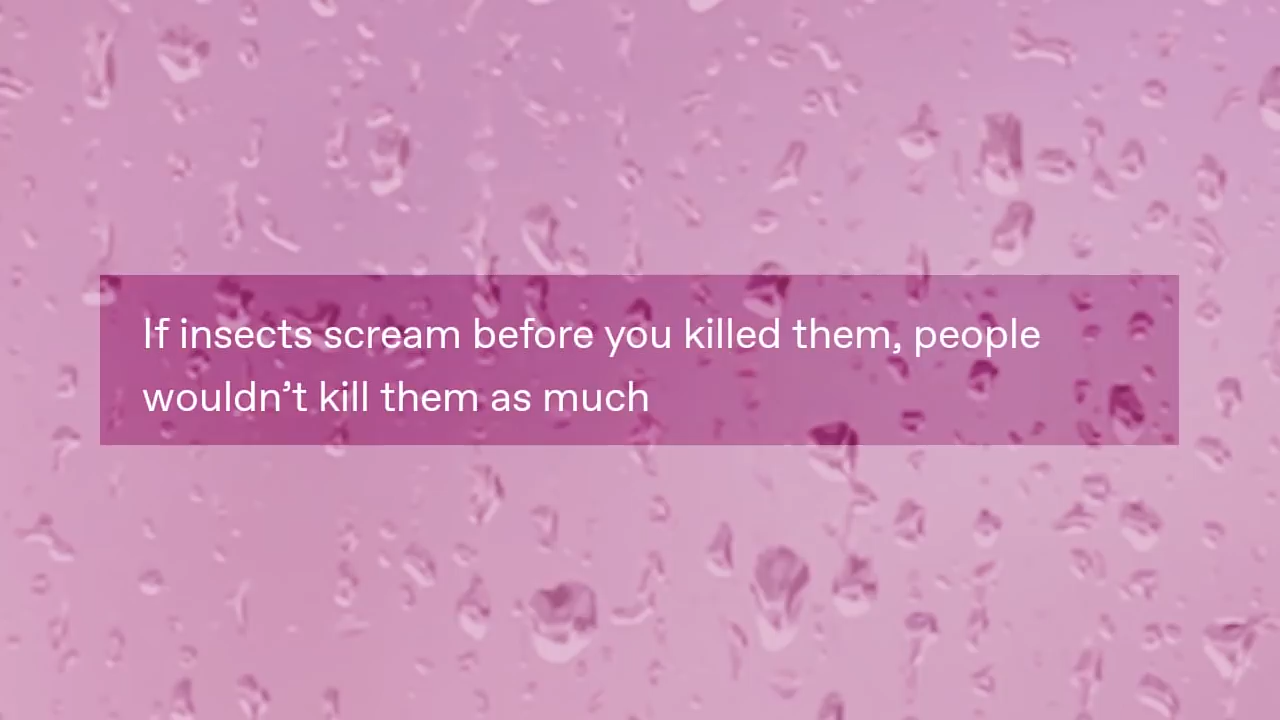 If insects scream before you killed them, people
wouldn’t kill them as much